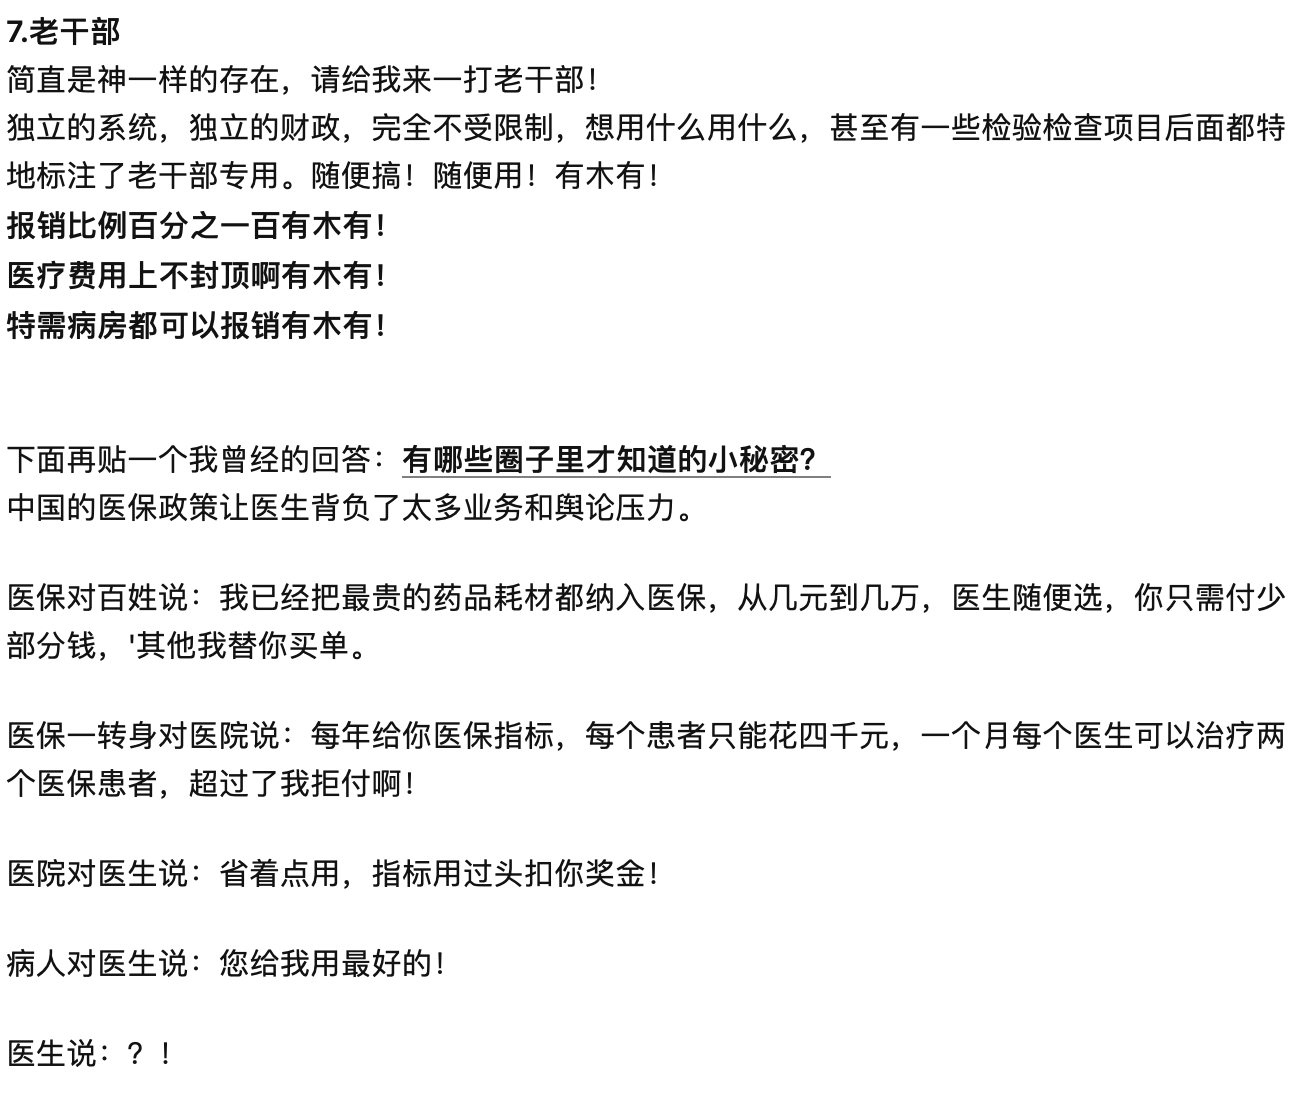 7.老干部
简直是神一样的存在，请给我来一打老干部！
独立的系统，独立的财政，完全不受限制，想用什么用什么，甚至有一些检验检查项目后面都特
地标注了老干部专用。随便搞！随便用！有木有！
报销比例百分之一百有木有！
医疗费用上不封顶啊有木有！
特需病房都可以报销有木有！
下面再贴一个我曾经的回答：有哪些圈子里才知道的小秘密？
中国的医保政策让医生背负了太多业务和舆论压力。
医保对百姓说：我已经把最贵的药品耗材都纳入医保，从几元到几万，医生随便选，你只需付少
部分钱，'其他我替你买单。
医保一转身对医院说：每年给你医保指标，每个患者只能花四千元，一个月每个医生可以治疗两
个医保患者，超过了我拒付啊！
医院对医生说：省着点用，指标用过头扣你奖金！
病人对医生说：您给我用最好的！
医生说：？！